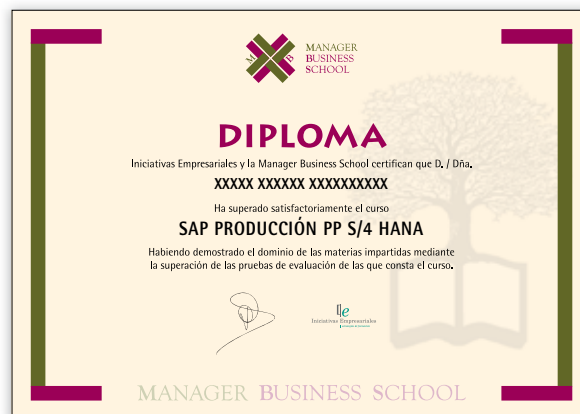 M B
MANAGER
BUSINESS
SCHOOL
DIPLOMA
Iniciativas Empresariales y la Manager Business School certifican que D. / Dña.
XXXXX XXXXXX XXXXXXXXXX
Ha superado satisfactoriamente el curso
SAP PRODUCCIÓN PP S/4 HANA
Habiendo demostrado el dominio de las materias impartidas mediante
la superación de las pruebas de evaluación de las que consta el curso.
Iniciativas Empresariales
MANAGER BUSINESS SCHOOL